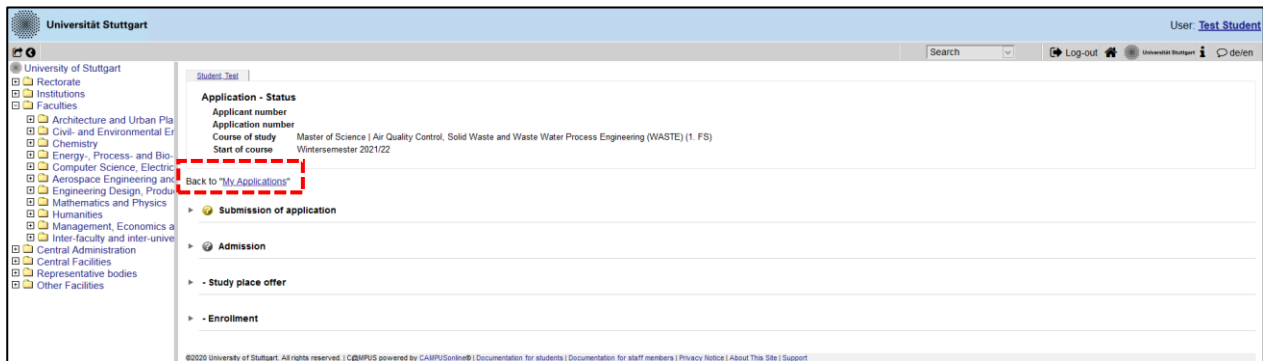 Universität Stuttgart
User: Test Student
Search
Log-out
Universität Stuttgart
de/en
University of Stuttgart
Rectorate
Institutions
Faculties
Architecture and Urban Pla
Civil- and Environmental Er
Chemistry
Energy-, Process- and Bio-
Computer Science, Electric
Aerospace Engineering and
Engineering Design, Produ
Mathematics and Physics
Humanities
Management, Economics a
Inter-faculty and inter-unive
Central Administration
Central Facilities
Representative bodies
Other Facilities
Student, Test
Application - Status
Applicant number
Application number
Course of study Master of Science | Air Quality Control, Solid Waste and Waste Water Process Engineering (WASTE) (1. FS)
Start of course Wintersemester 2021/22
Back to "My Applications"
Submission of application
Admission
- Study place offer
- Enrollment
©2020 University of Stuttgart. All rights reserved. | C@MPUS powered by CAMPUSonline® | Documentation for students | Documentation for staff members | Privacy Notice | About This Site | Support